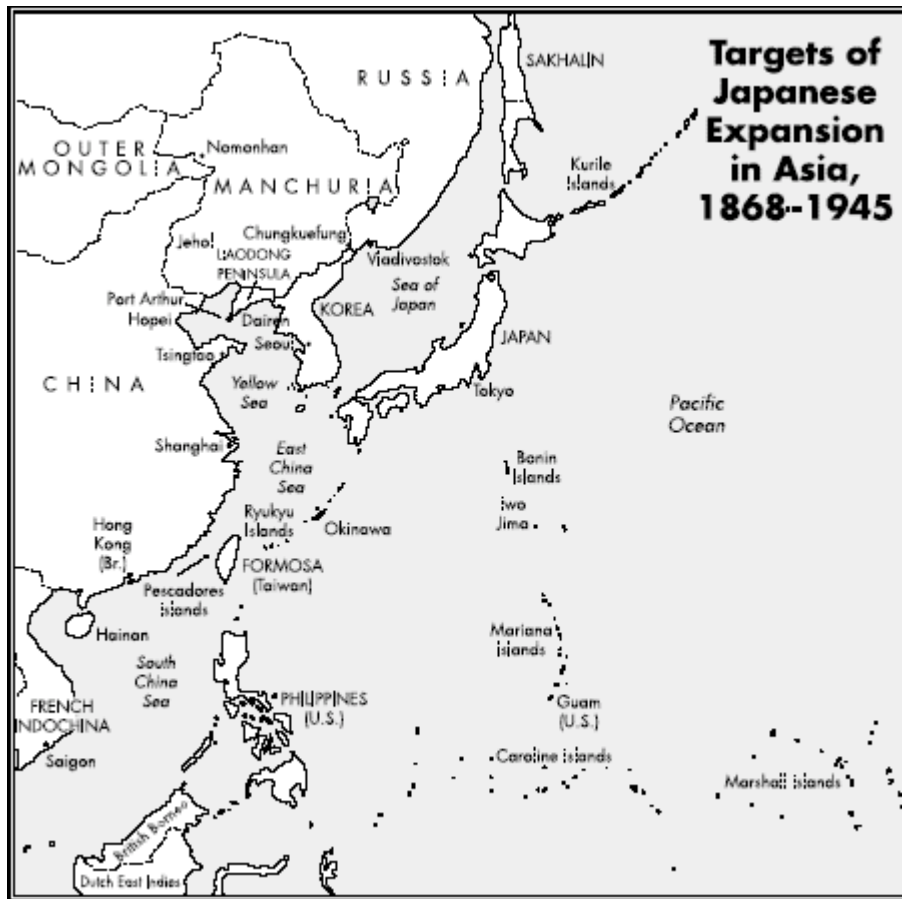 Targets of
Japanese
Expansion
in Asia,
1868--1945
RUSSIA
SAKHALIN
OUTER
MONGOLIA
Nomonhan
Kurile
Islands
MANCHURIA
Chungkuefung
Jehol
LIAODONG
PENINSULA
Vladivostok
Sea of
Japan
Port Arthur
Hopei
Dairen
KOREA
Seoul
JAPAN
Tsingtao
CHINA
Yellow
Sea
Tokyo
Pacific
Ocean
Shanghai
East
China
Sea
Bonin
Islands
Iwo
Jima
Ryukyu
Islands
Okinawa
Hong
Kong
(Br.)
FORMOSA
(Taiwan)
Pescadores
Islands
Hainan
Mariana
Islands
South
China
Sea
PHILIPPINES
(U.S.)
Guam
(U.S.)
FRENCH
INDOCHINA
Saigon
Caroline Islands
Marshall Islands
British Borneo
Dutch East Indies